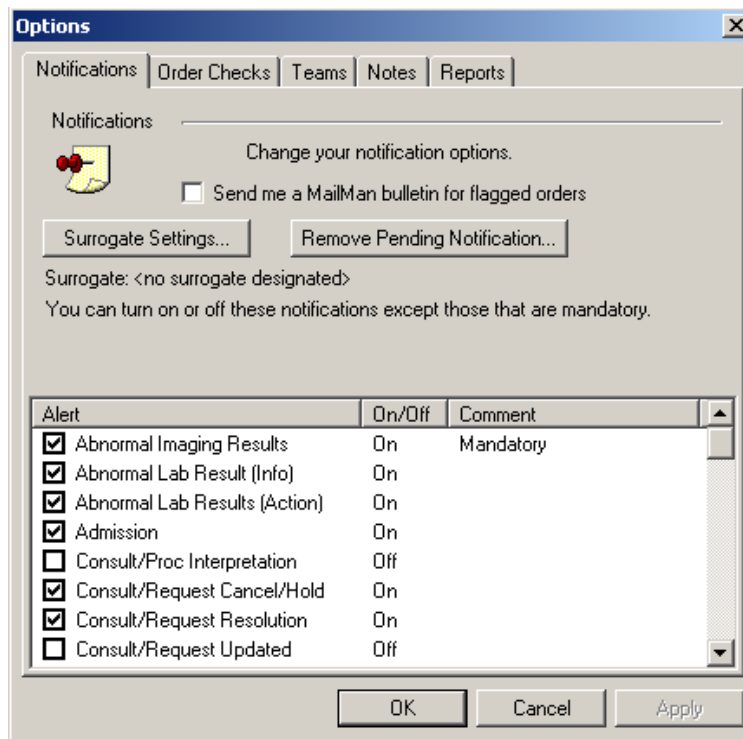 Options
Notifications Order Checks Teams Notes Reports
Notifications
Change your notification options.
Send me a MailMan bulletin for flagged orders
Surrogate Settings... Remove Pending Notification...
Surrogate: <no surrogate designated>
You can turn on or off these notifications except those that are mandatory.
Alert On/Off Comment
Abnormal Imaging Results On Mandatory
Abnormal Lab Result (Info) On
Abnormal Lab Results (Action) On
Admission On
Consult/Proc Interpretation Off
Consult/Request Cancel/Hold On
Consult/Request Resolution On
Consult/Request Updated Off
OK Cancel Apply